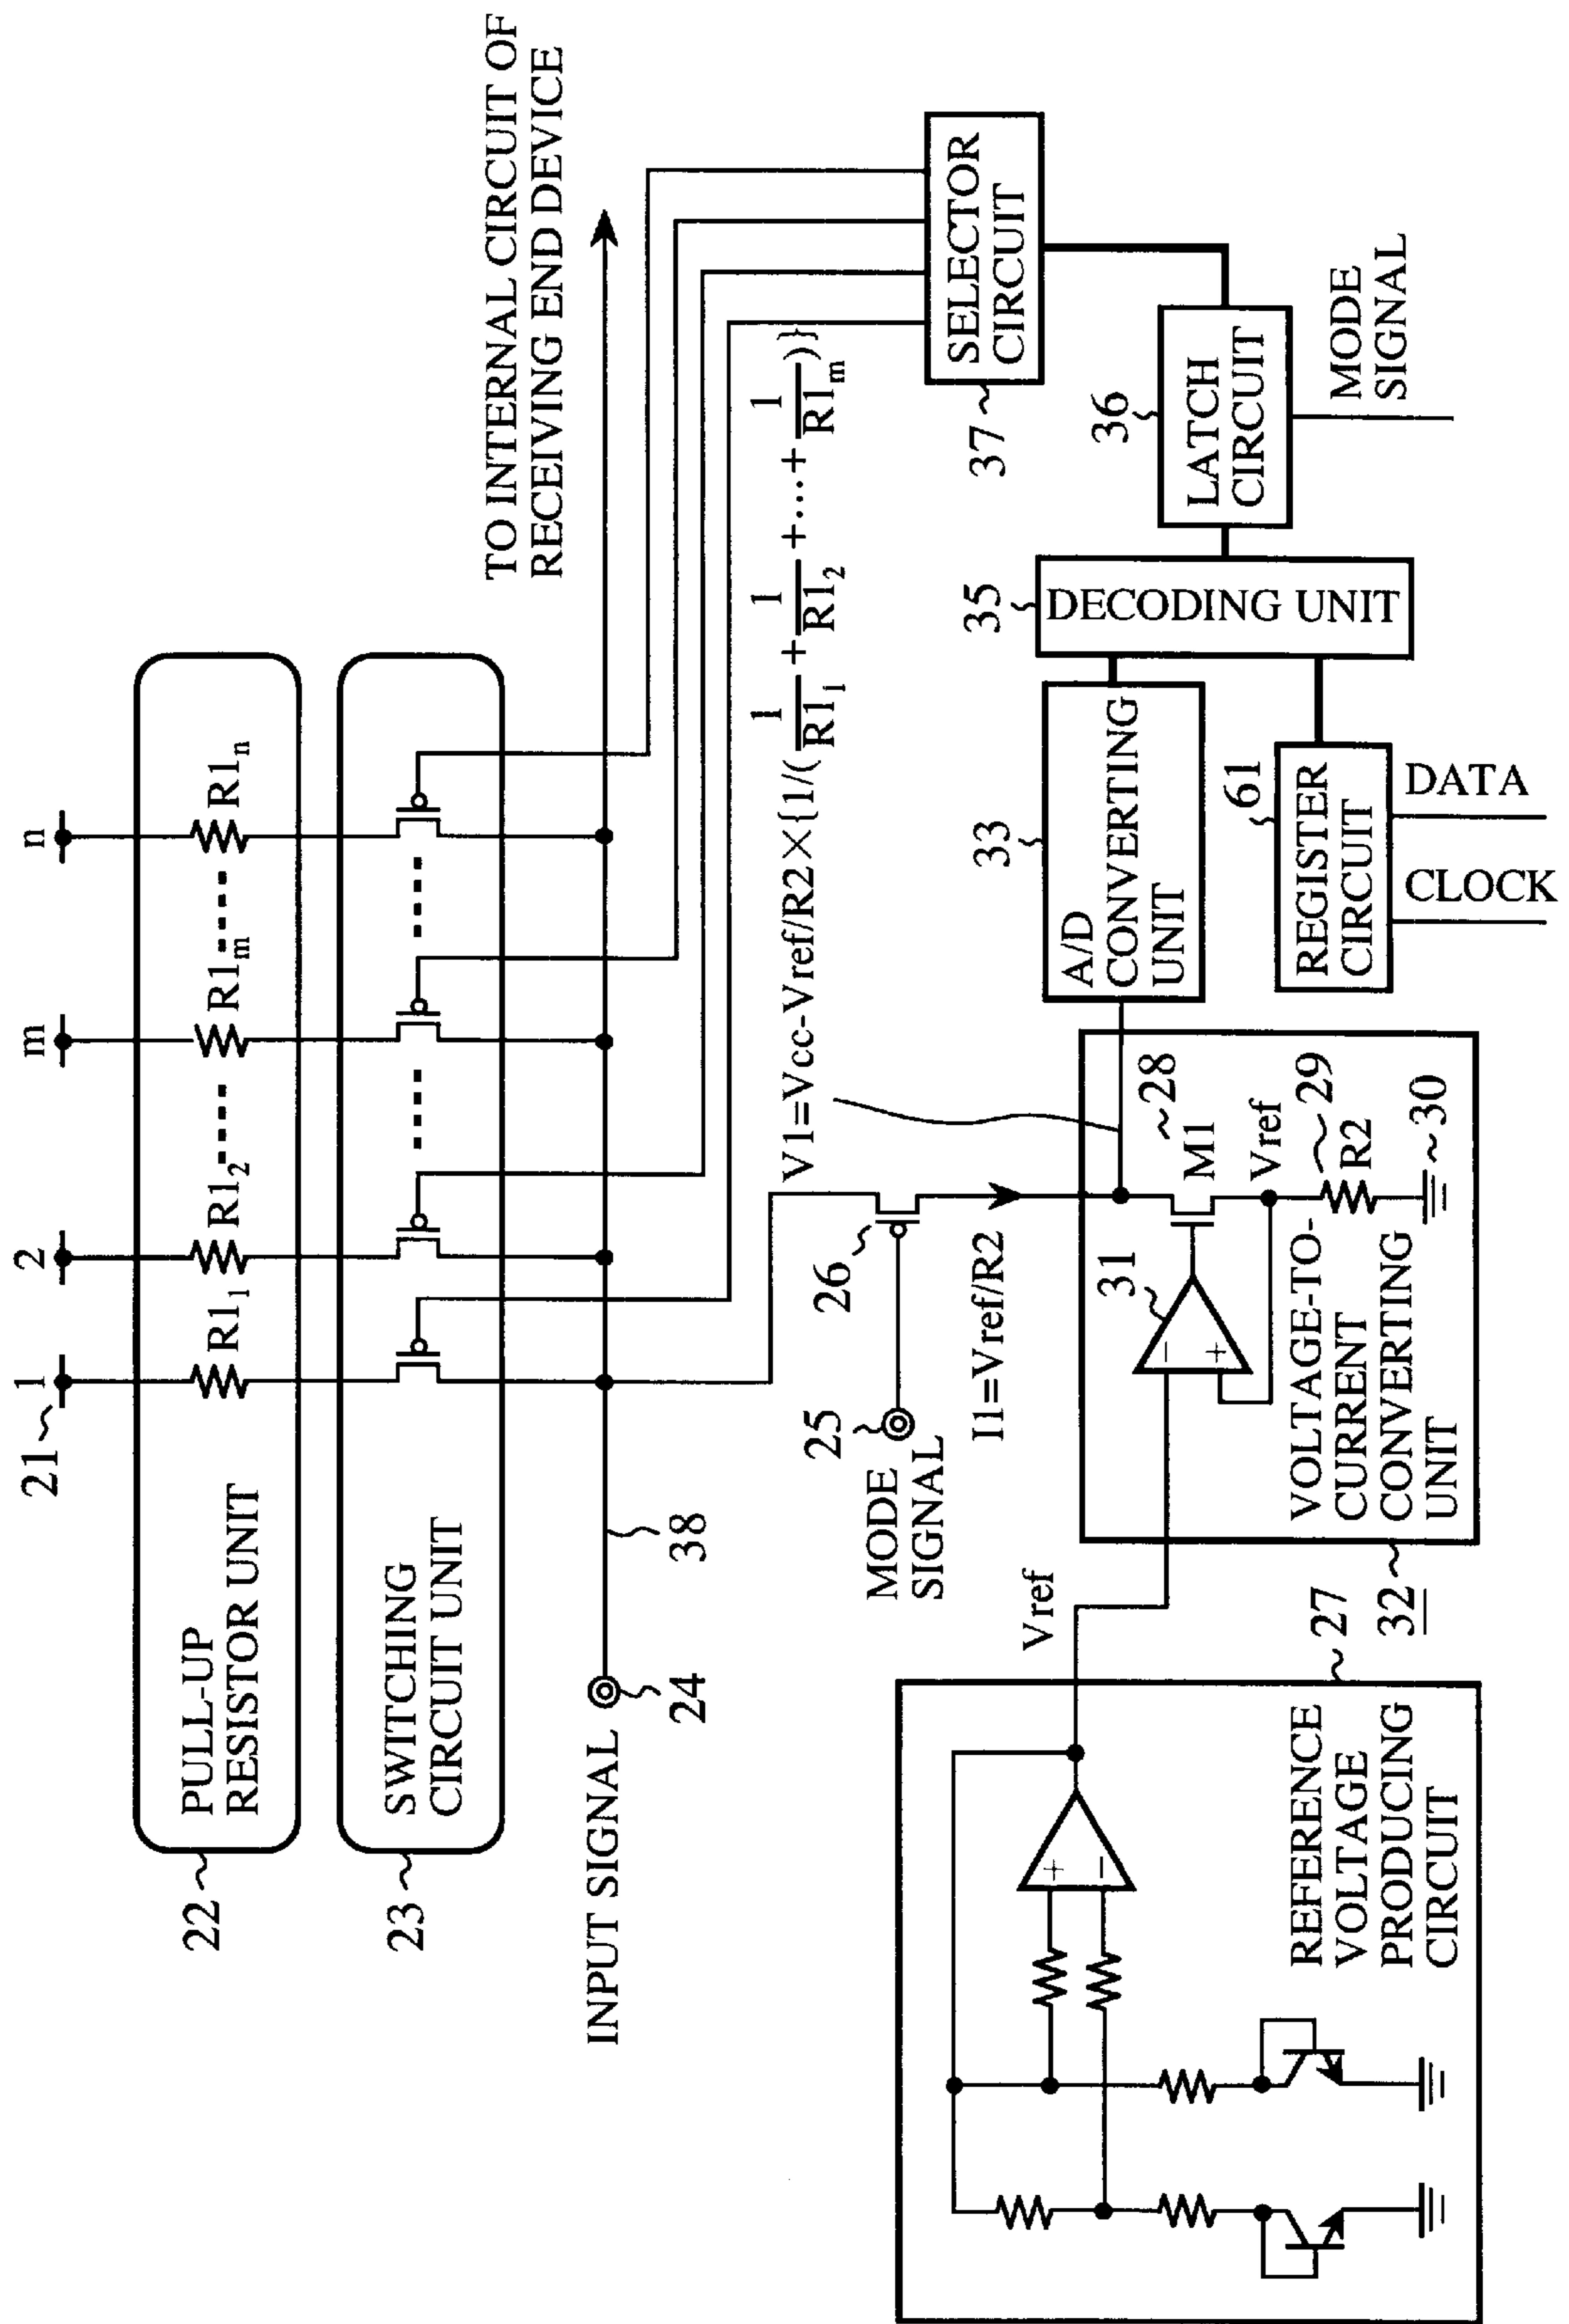 21 1 2 m n
22 PULL-UP
RESISTOR UNIT
R1₁ R1₂ R1ₘ R1ₙ
23 SWITCHING
CIRCUIT UNIT
TO INTERNAL CIRCUIT OF
RECEIVING END DEVICE
INPUT SIGNAL
24
38
V1=Vcc-Vref/R2×{1/(1/R1₁+1/R1₂+...+1/R1ₘ)}
25
MODE
SIGNAL
26
I1=Vref/R2
37
SELECTOR
CIRCUIT
36
LATCH
CIRCUIT
MODE
SIGNAL
35
DECODING UNIT
33
A/D
CONVERTING
UNIT
61
REGISTER
CIRCUIT
DATA
CLOCK
Vref
31
- +
28
M1
Vref
29
R2
30
VOLTAGE-TO-
CURRENT
CONVERTING
UNIT
32
27
+ -
REFERENCE
VOLTAGE
PRODUCING
CIRCUIT